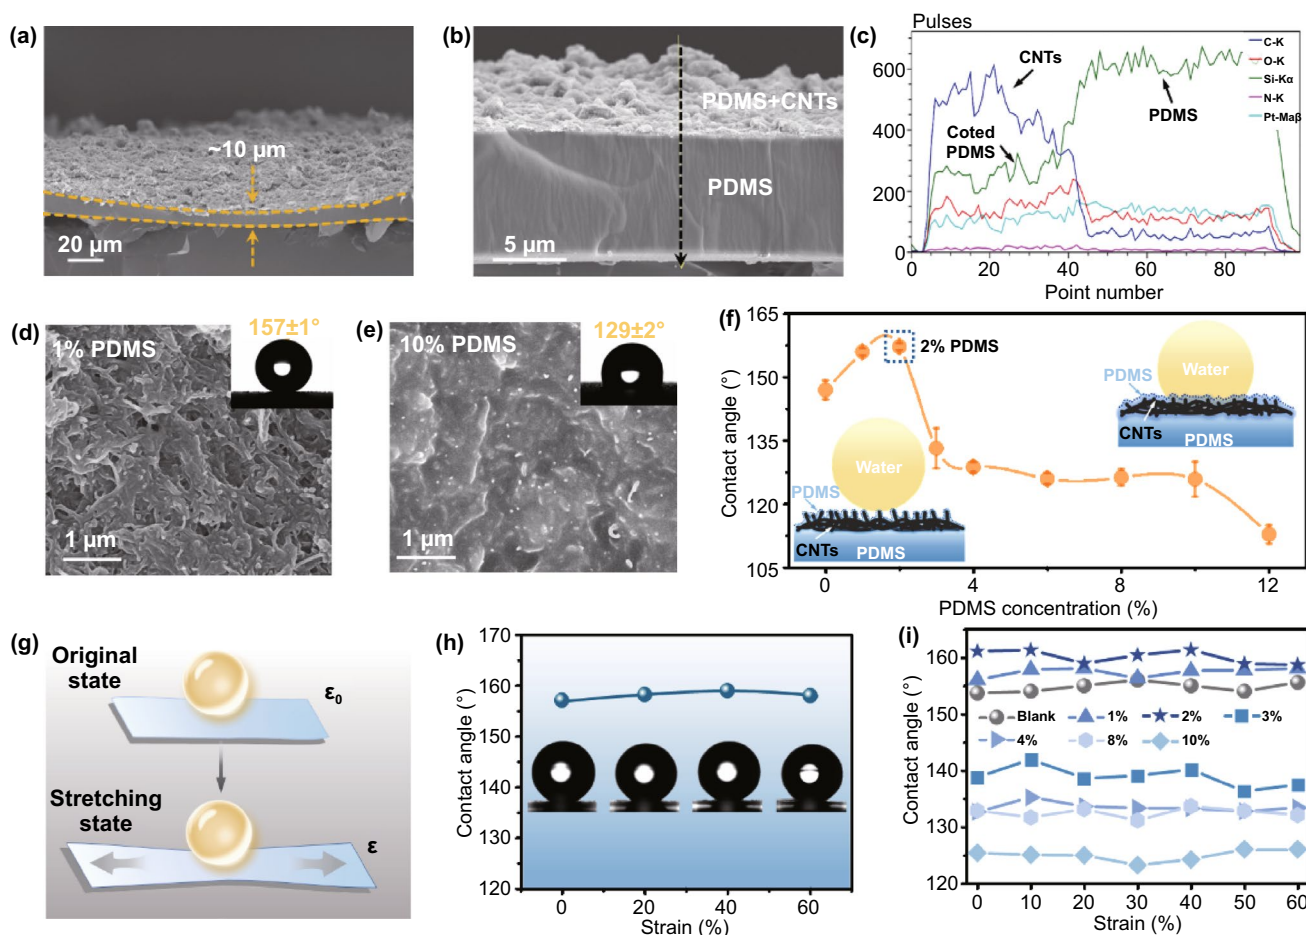 (a)
~10 µm
20 µm
(b)
PDMS+CNTs
PDMS
5 µm
(c)
Pulses
600
400
200
0
CNTs
Coted
PDMS
PDMS
C-K
O-K
Si-Kα
N-K
Pt-Maβ
0 20 40 60 80
Point number
(d)
1% PDMS
157±1°
1 µm
(e)
10% PDMS
129±2°
1 µm
(f)
Contact angle (°)
165
150
135
120
105
2% PDMS
Water
PDMS
CNTs
PDMS
Water
PDMS
CNTs
PDMS
0 4 8 12
PDMS concentration (%)
(g)
Original
state
ε0
Stretching
state
ε
(h)
Contact angle (°)
170
160
150
140
130
120
0 20 40 60
Strain (%)
(i)
Contact angle (°)
160
150
140
130
120
Blank 1% 2% 3%
4% 8% 10%
0 10 20 30 40 50 60
Strain (%)